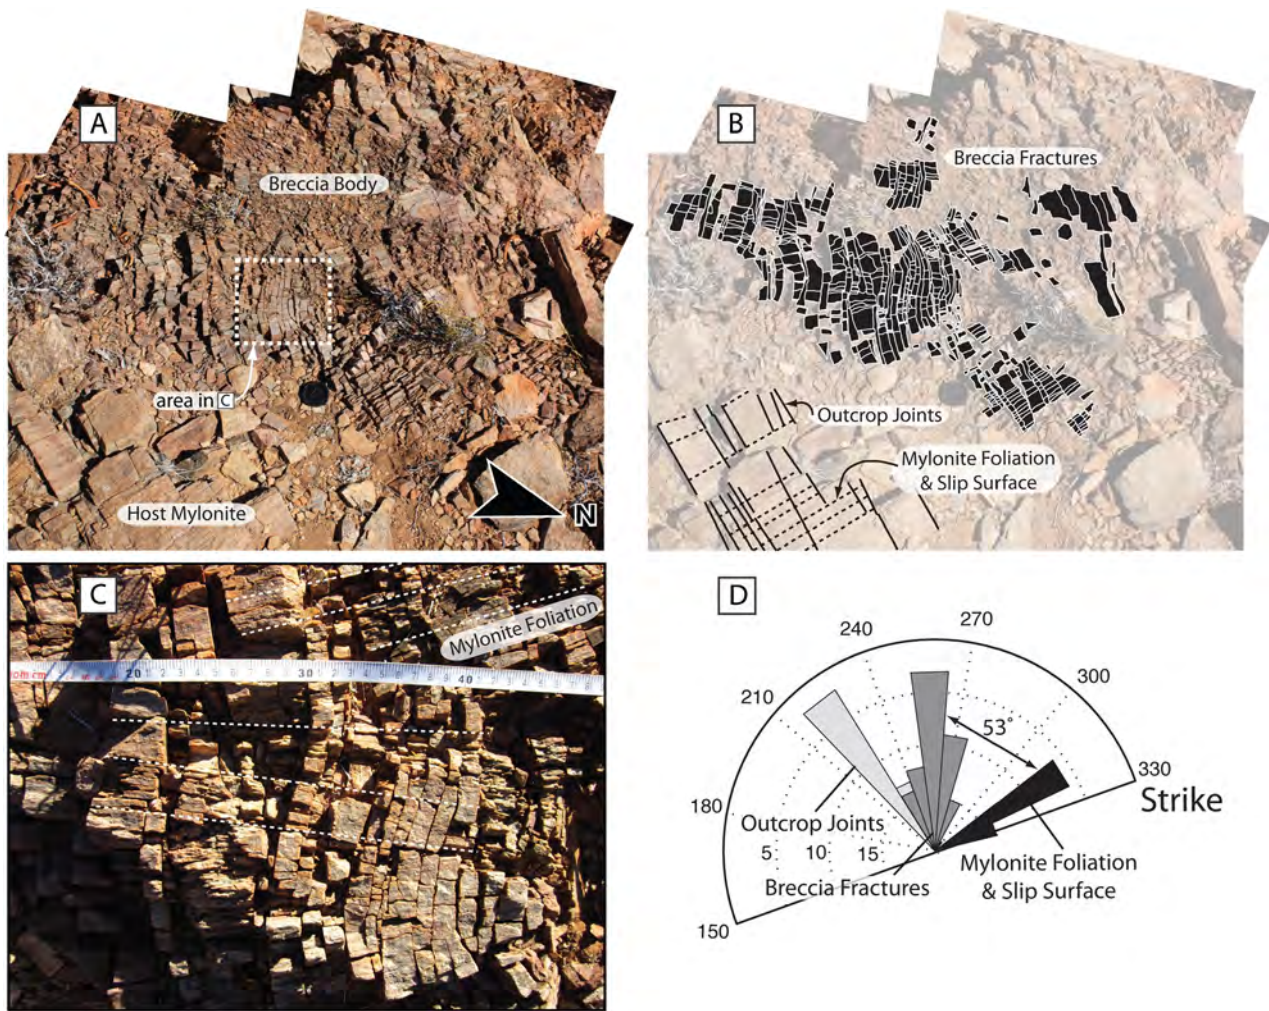 A
Breccia Body
area in C
Host Mylonite
N
B
Breccia Fractures
Outcrop Joints
Mylonite Foliation
& Slip Surface
C
Mylonite Foliation
cm
20
30
40
D
150
180
210
240
270
300
330
Strike
53°
Outcrop Joints
5
10
15
Breccia Fractures
Mylonite Foliation
& Slip Surface